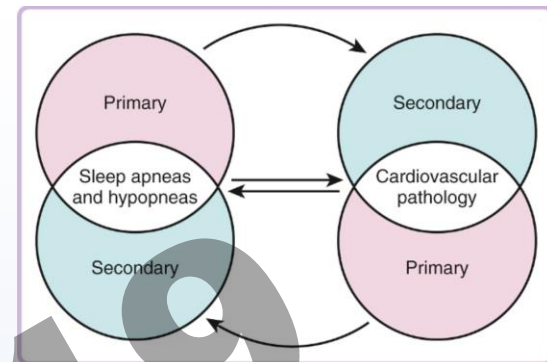 Primary
Sleep apneas
and hypopneas
Secondary
Secondary
Cardiovascular
pathology
Primary